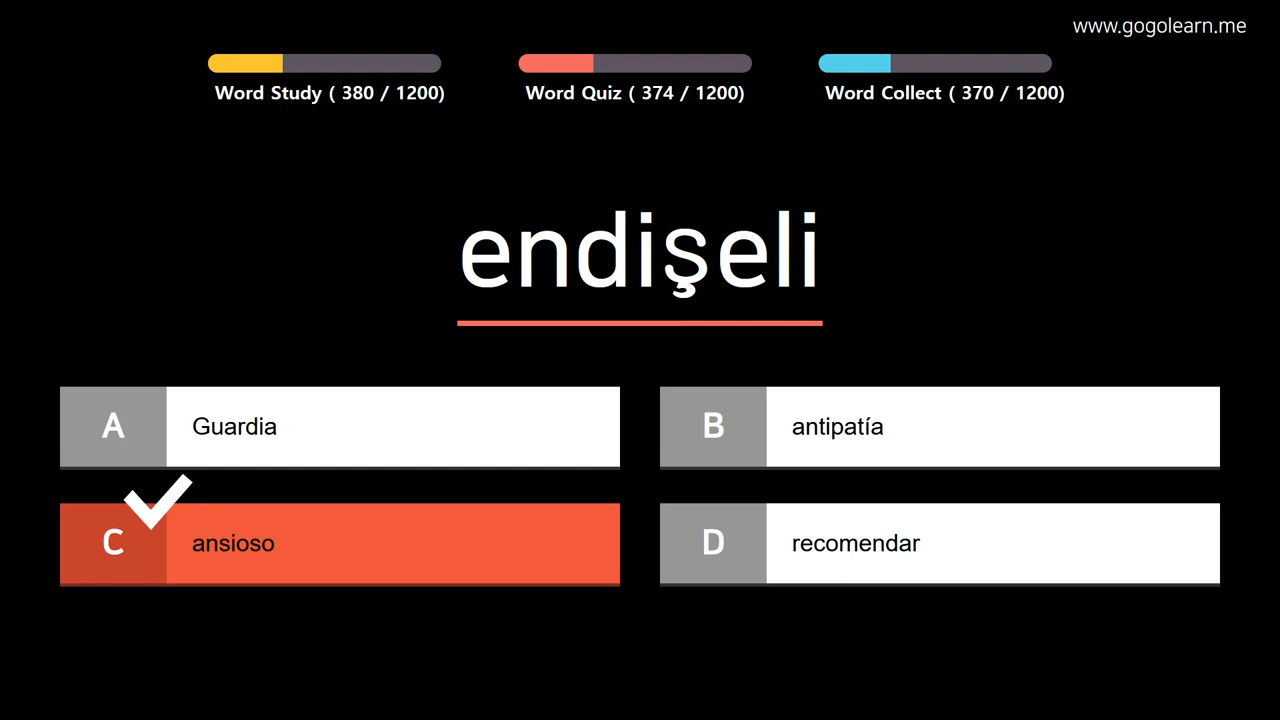 www.gogolearn.me
Word Study ( 380 / 1200)
Word Quiz ( 374 / 1200)
Word Collect ( 370 / 1200)
endişeli
A Guardia
B antipatía
C ansioso
D recomendar